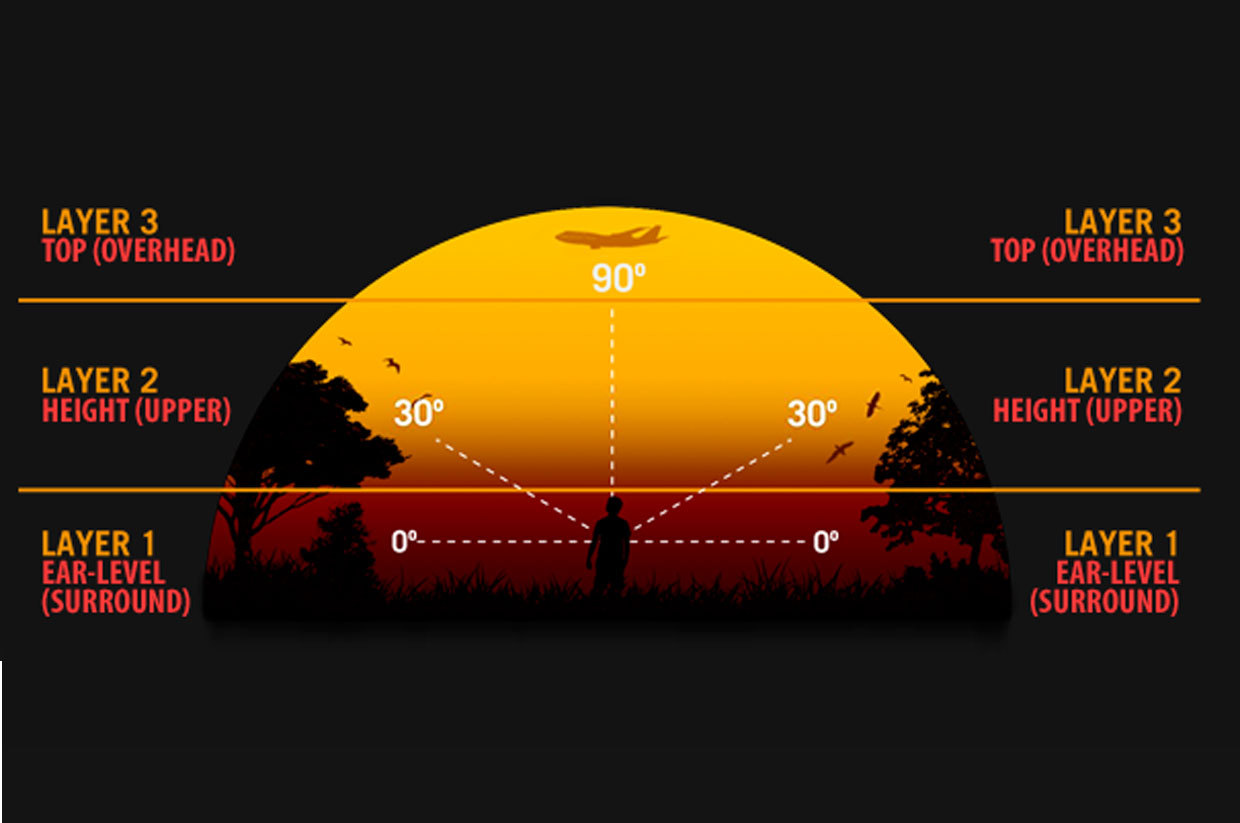 LAYER 3
TOP (OVERHEAD)
LAYER 3
TOP (OVERHEAD)
90º
LAYER 2
HEIGHT (UPPER)
30º
30º
LAYER 2
HEIGHT (UPPER)
LAYER 1
EAR-LEVEL
(SURROUND)
0º
0º
LAYER 1
EAR-LEVEL
(SURROUND)